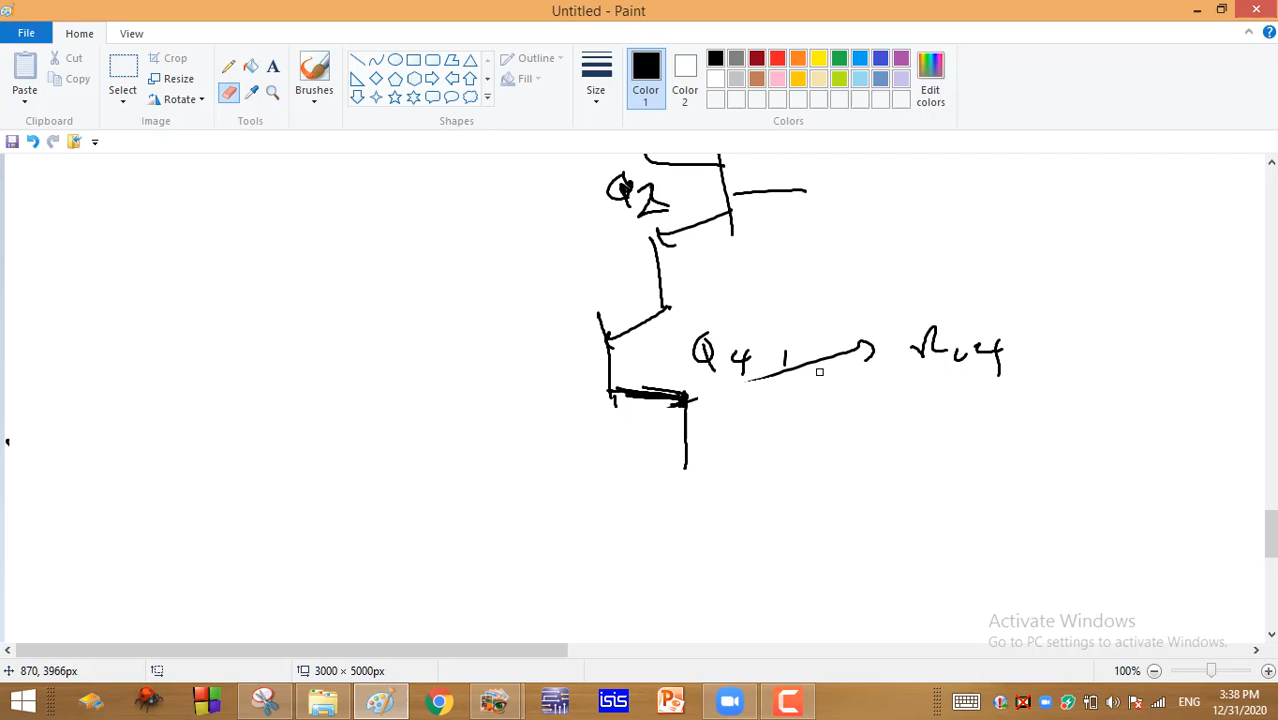 Untitled - Paint
File
Home
View
Paste
Cut
Copy
Clipboard
Select
Crop
Resize
Rotate
Image
A
Tools
Brushes
Outline
Fill
Shapes
Size
Color
1
Color
2
Edit
colors
Colors
Q2
Q4
Activate Windows
Go to PC settings to activate Windows.
870, 3966px
3000 × 5000px
100%
isis
ENG
3:38 PM
12/31/2020